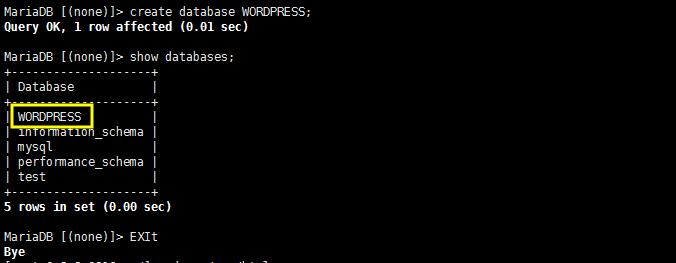 MariaDB [(none)]> create database WORDPRESS;
Query OK, 1 row affected (0.01 sec)
MariaDB [(none)]> show databases;
+--------------------+
| Database           |
+--------------------+
| WORDPRESS          |
| information_schema |
| mysql              |
| performance_schema |
| test               |
+--------------------+
5 rows in set (0.00 sec)
MariaDB [(none)]> EXIt
Bye